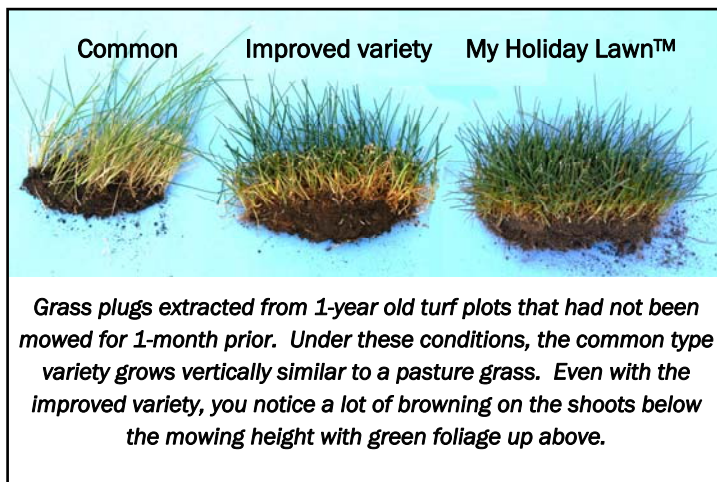 Common Improved variety My Holiday Lawn™
Grass plugs extracted from 1-year old turf plots that had not been
mowed for 1-month prior.  Under these conditions, the common type
variety grows vertically similar to a pasture grass.  Even with the
improved variety, you notice a lot of browning on the shoots below
the mowing height with green foliage up above.